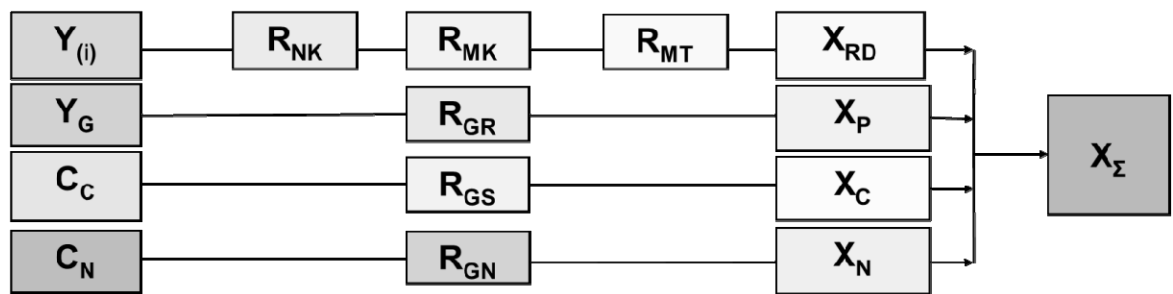 Y(i) R_NK R_MK R_MT X_RD
Y_G R_GR X_P
C_C R_GS X_C
X_Σ
C_N R_GN X_N